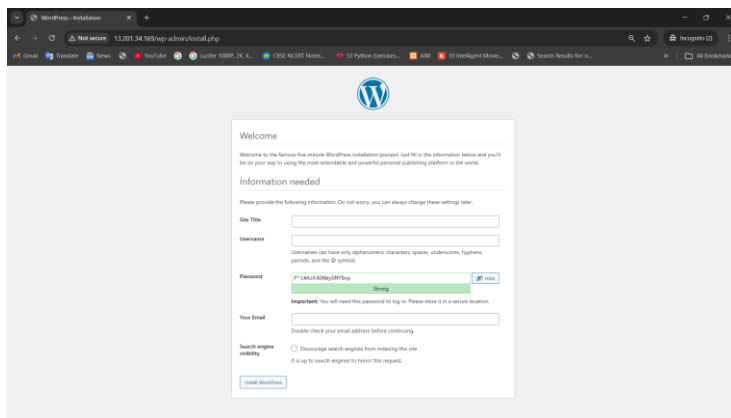 WordPress › Installation
Not secure 13.201.34.169/wp-admin/install.php
Incognito (2)
Gmail Translate News YouTube Lucifer 1080P, 2K, 4... CBSE NCERT Notes... 53 Python Exercises... AIM 10 Intelligent Movie... Search Results for: o...
All Bookmarks
Welcome
Welcome to the famous five-minute WordPress installation process! Just fill in the information below and you'll
be on your way to using the most extendable and powerful personal publishing platform in the world.
Information needed
Please provide the following information. Do not worry, you can always change these settings later.
Site Title
Username
Usernames can have only alphanumeric characters, spaces, underscores, hyphens,
periods, and the @ symbol.
Password
Hide
Strong
Important: You will need this password to log in. Please store it in a secure location.
Your Email
Double-check your email address before continuing.
Search engine
visibility
Discourage search engines from indexing this site
It is up to search engines to honor this request.
Install WordPress